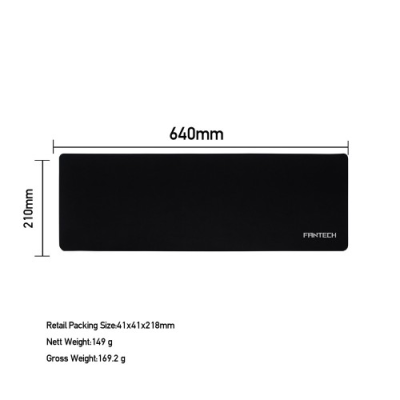 640mm
210mm
FANTECH
Retail Packing Size:41x41x218mm
Nett Weight:149 g
Gross Weight:169.2 g